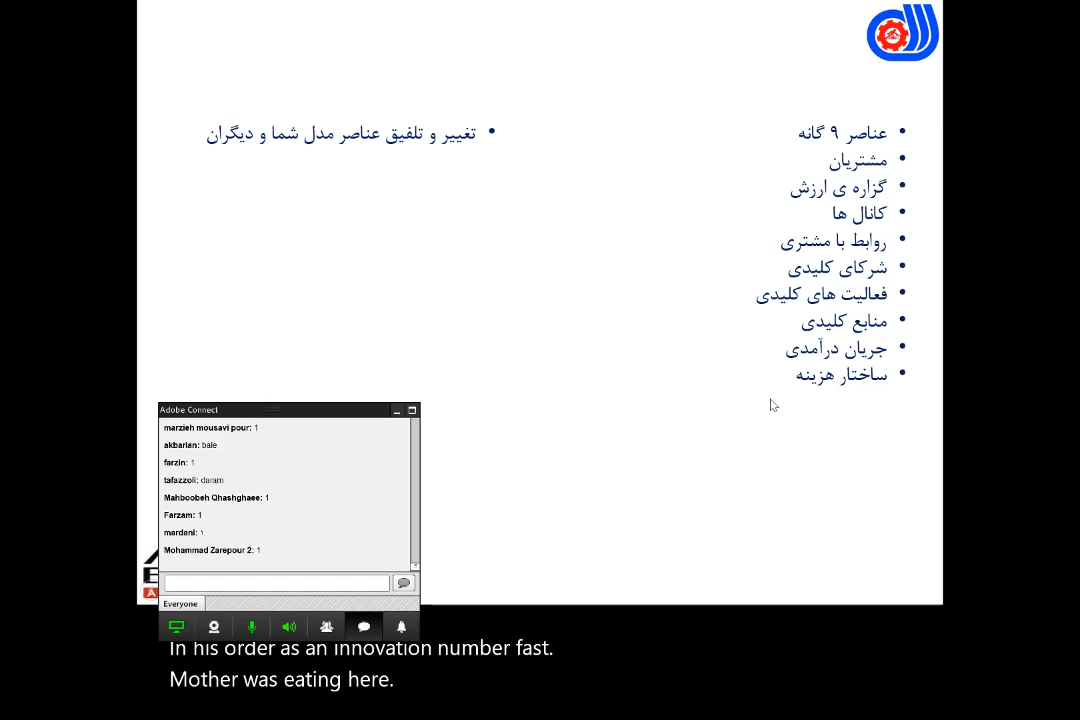 عناصر ۹ گانه
مشتریان
گزاره ی ارزش
کانال ها
روابط با مشتری
شرکای کلیدی
فعالیت های کلیدی
منابع کلیدی
جریان درآمدی
ساختار هزینه
تغییر و تلفیق عناصر مدل شما و دیگران
Adobe Connect
marzieh mousavi pour: 1
akbarian: bale
farzin: 1
tafazzoli: daram
Mahboobeh Qhashghaee: 1
Farzam: 1
mardani: ۱
Mohammad Zarepour 2: 1
Everyone
In his order as an innovation number fast.
Mother was eating here.